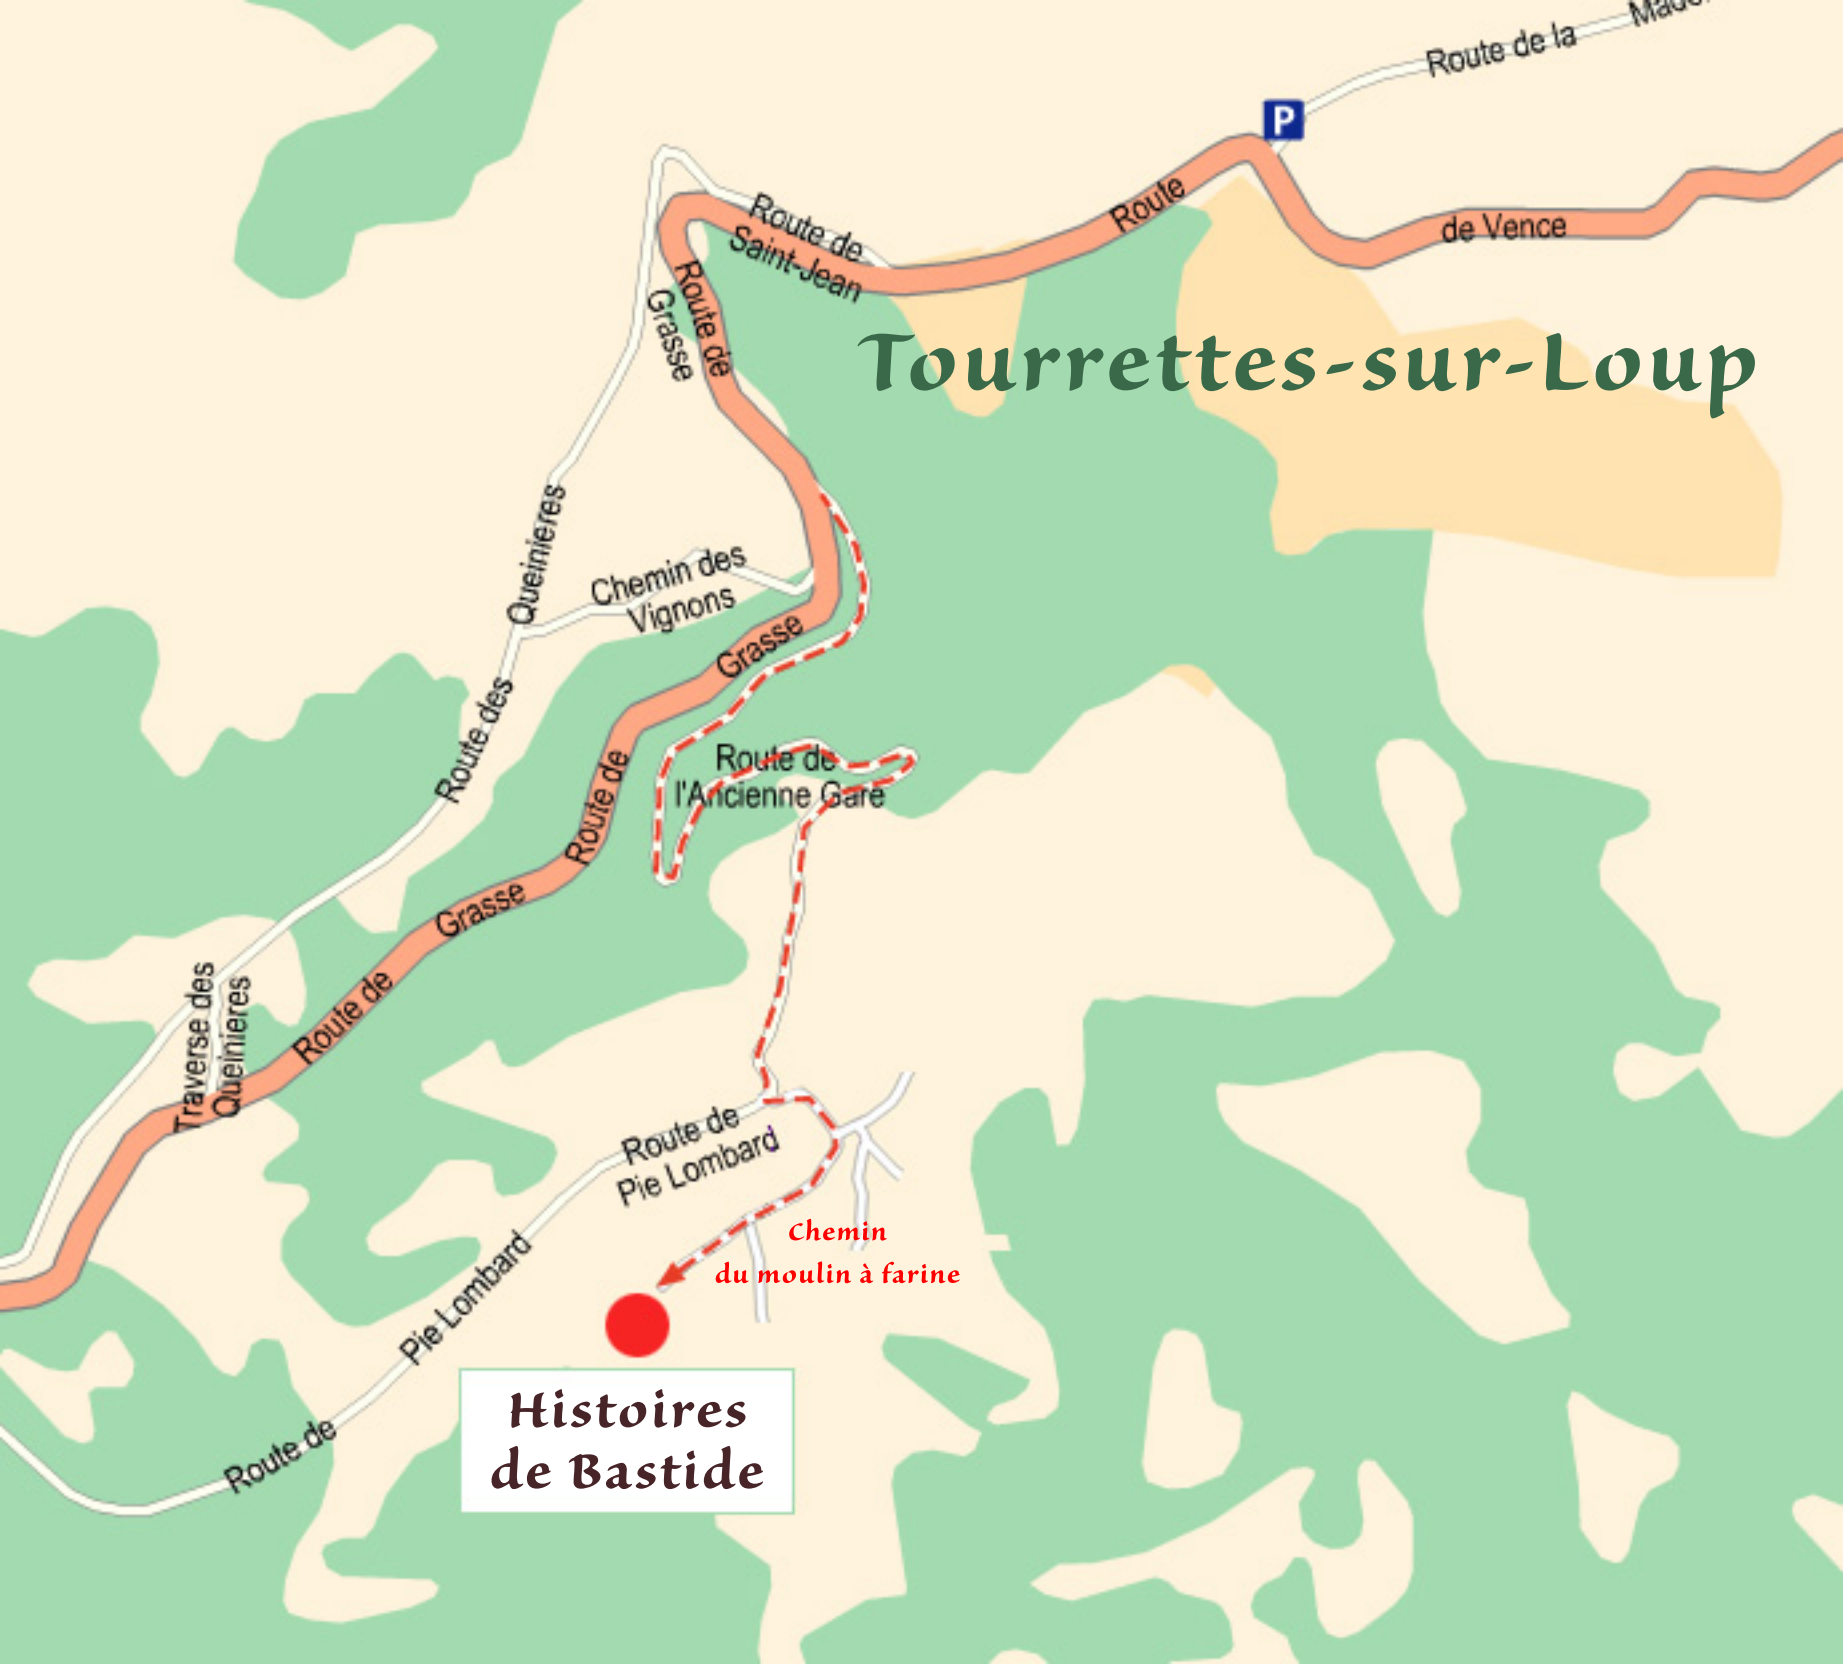 Route de la
P
Route de
Saint-Jean
Route
de Vence
Route de
Grasse
Tourrettes-sur-Loup
Queinieres
Chemin des
Vignons
Grasse
Route des
Route de
Route de
l'Ancienne Gare
Grasse
Traverse des
Queinieres
Route de
Route de
Pie Lombard
Chemin
du moulin à farine
Pie Lombard
Histoires
de Bastide
Route de